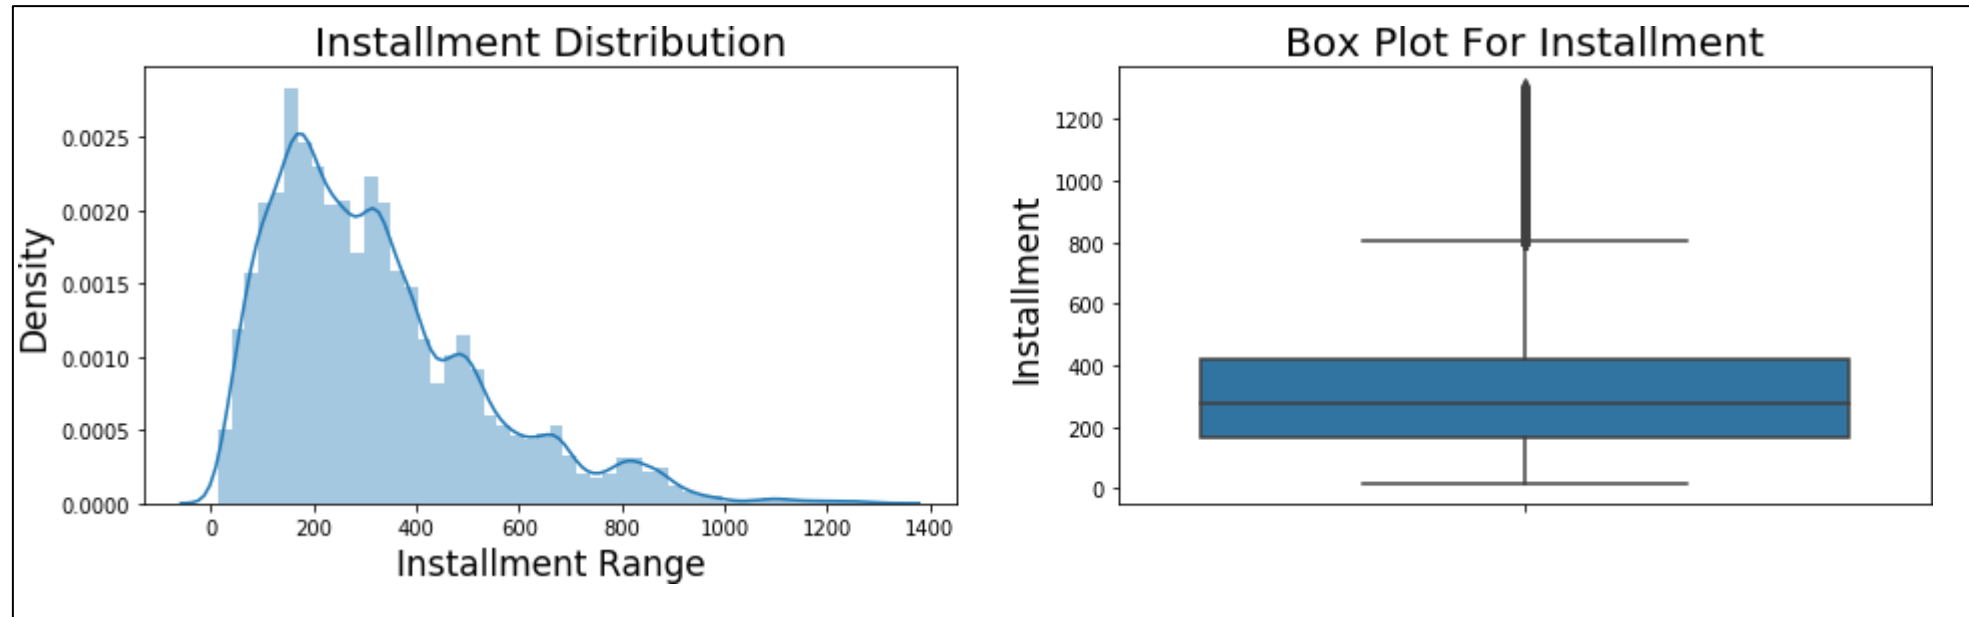 Installment Distribution
Density
0.0025
0.0020
0.0015
0.0010
0.0005
0.0000
0 200 400 600 800 1000 1200 1400
Installment Range
Box Plot For Installment
Installment
1200
1000
800
600
400
200
0